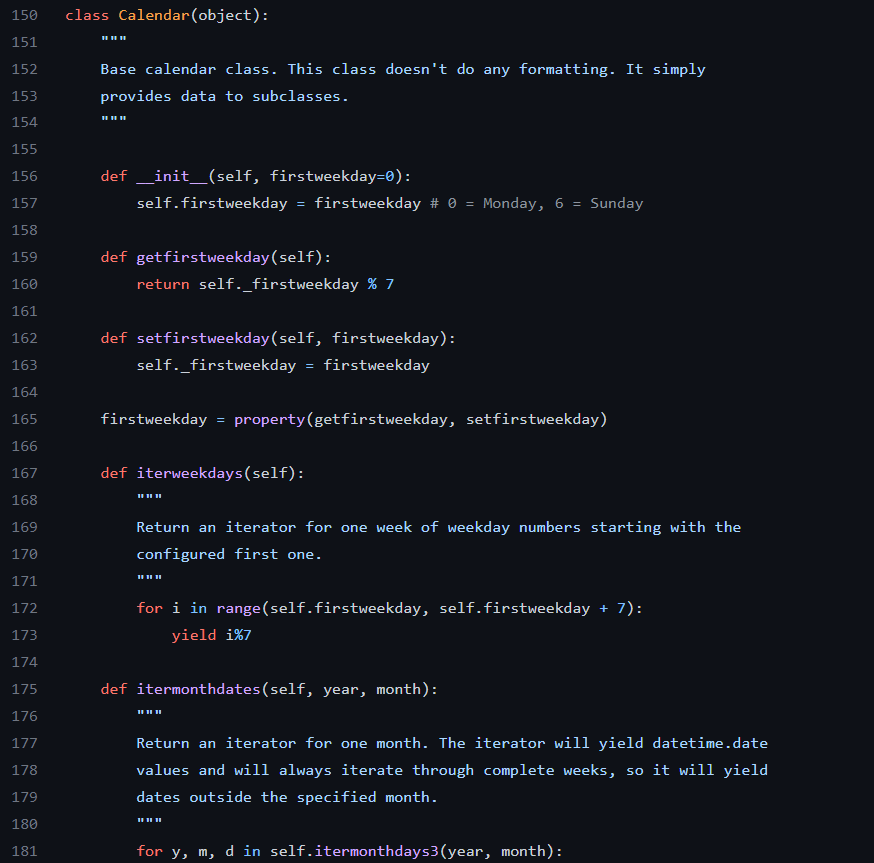 150 class Calendar(object):
151     """
152     Base calendar class. This class doesn't do any formatting. It simply
153     provides data to subclasses.
154     """
155
156     def __init__(self, firstweekday=0):
157         self.firstweekday = firstweekday # 0 = Monday, 6 = Sunday
158
159     def getfirstweekday(self):
160         return self._firstweekday % 7
161
162     def setfirstweekday(self, firstweekday):
163         self._firstweekday = firstweekday
164
165     firstweekday = property(getfirstweekday, setfirstweekday)
166
167     def iterweekdays(self):
168         """
169         Return an iterator for one week of weekday numbers starting with the
170         configured first one.
171         """
172         for i in range(self.firstweekday, self.firstweekday + 7):
173             yield i%7
174
175     def itermonthdates(self, year, month):
176         """
177         Return an iterator for one month. The iterator will yield datetime.date
178         values and will always iterate through complete weeks, so it will yield
179         dates outside the specified month.
180         """
181         for y, m, d in self.itermonthdays3(year, month):